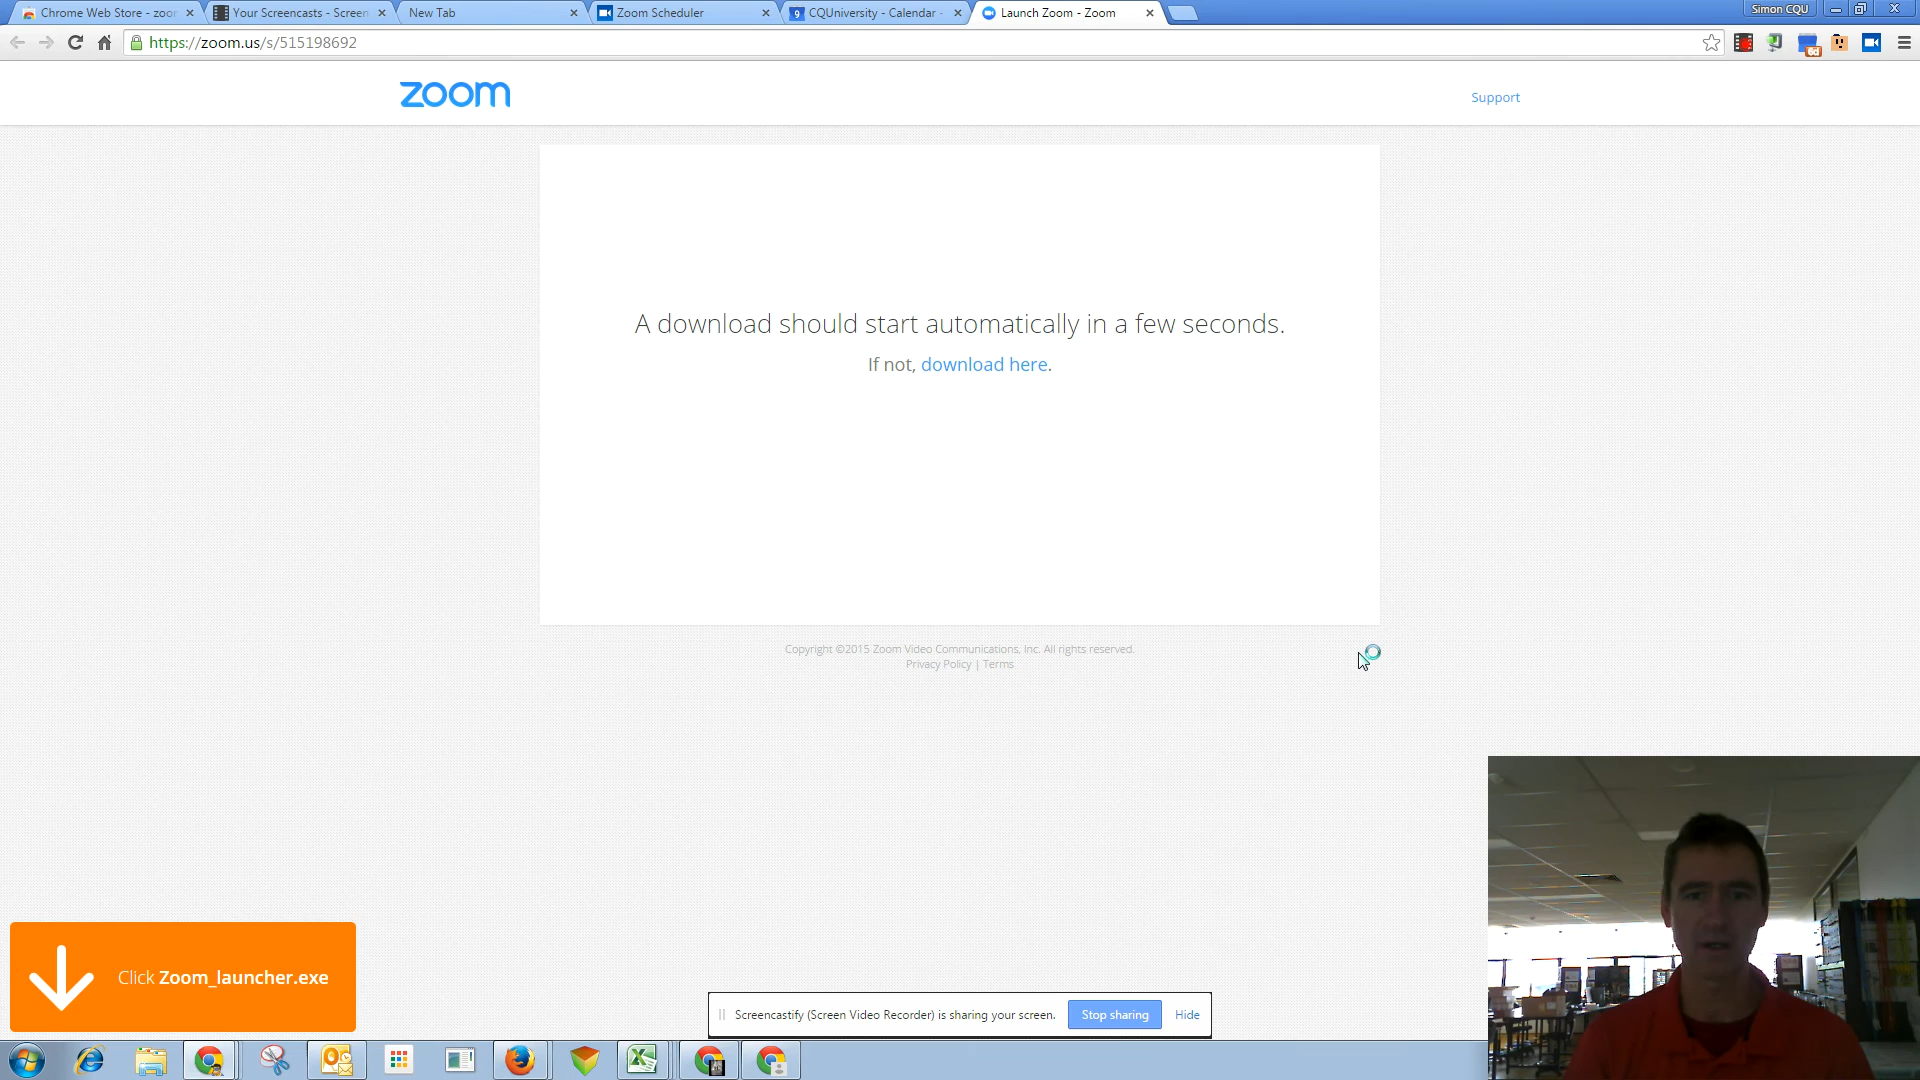 Chrome Web Store - zoor
Your Screencasts - Screen
New Tab
Zoom Scheduler
9
CQUniversity - Calendar -
Launch Zoom - Zoom
Simon CQU
https://zoom.us/s/515198692
6d
zoom
Support
A download should start automatically in a few seconds.
If not, download here.
Copyright ©2015 Zoom Video Communications, Inc. All rights reserved.
Privacy Policy | Terms
Click Zoom_launcher.exe
Screencastify (Screen Video Recorder) is sharing your screen.
Stop sharing
Hide